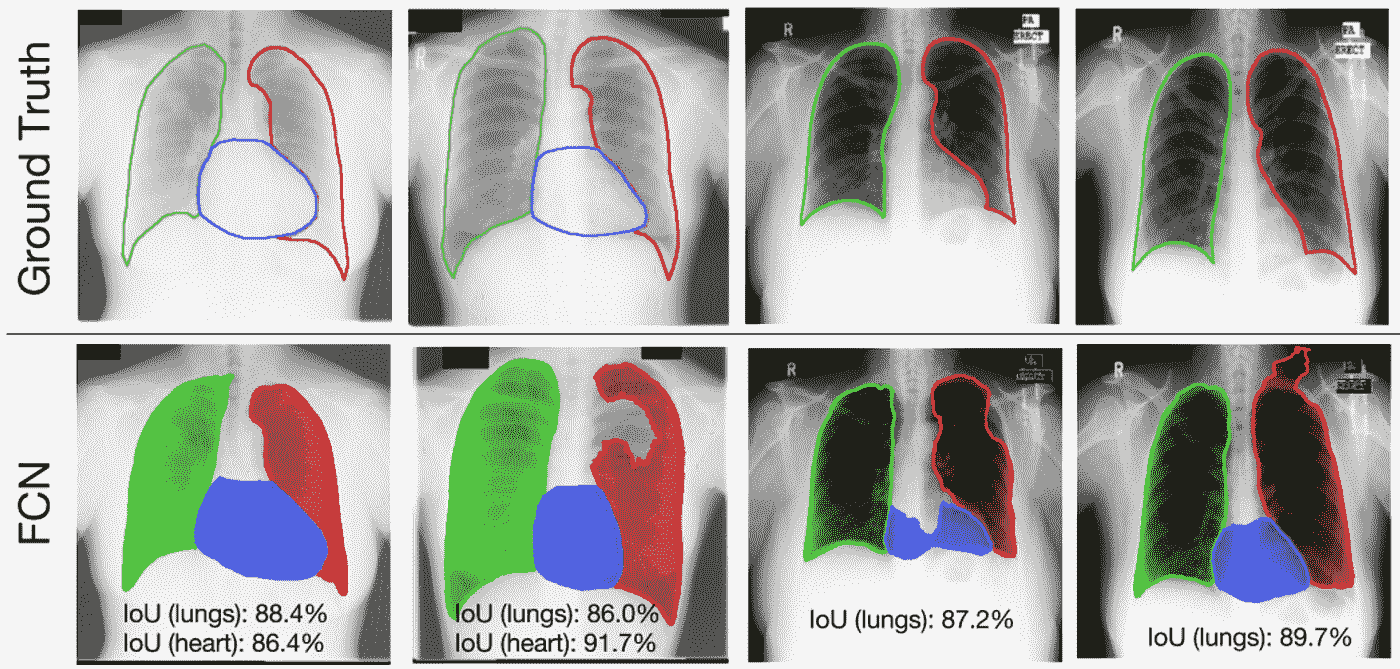 Ground Truth
R
R
PA
ERECT
R
PA
ERECT
FCN
IoU (lungs): 88.4%
IoU (heart): 86.4%
IoU (lungs): 86.0%
IoU (heart): 91.7%
R
IoU (lungs): 87.2%
R
IoU (lungs): 89.7%